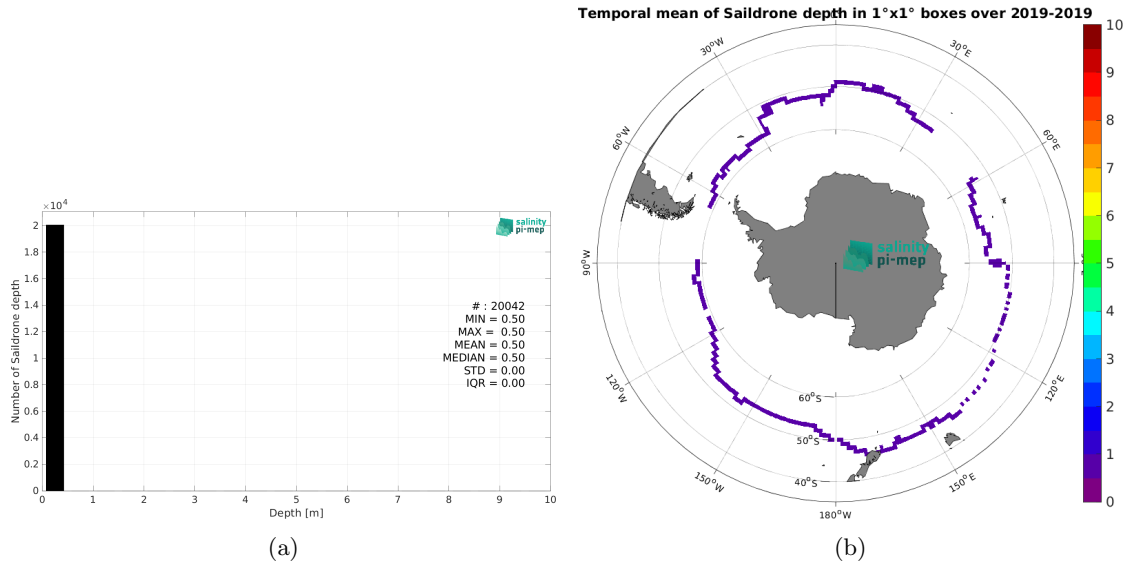 ×10⁴
2
1.8
1.6
1.4
1.2
1
0.8
0.6
0.4
0.2
0
Number of Saildrone depth
salinity
pi-mep
# : 20042
MIN = 0.50
MAX = 0.50
MEAN = 0.50
MEDIAN = 0.50
STD = 0.00
IQR = 0.00
0 1 2 3 4 5 6 7 8 9 10
Depth [m]
(a)
Temporal mean of Saildrone depth in 1°x1° boxes over 2019-2019
30°W
30°E
60°W
60°E
90°W
salinity
pi-mep
120°W
120°E
60°S
50°S
40°S
150°W
150°E
180°W
10
9
8
7
6
5
4
3
2
1
0
(b)